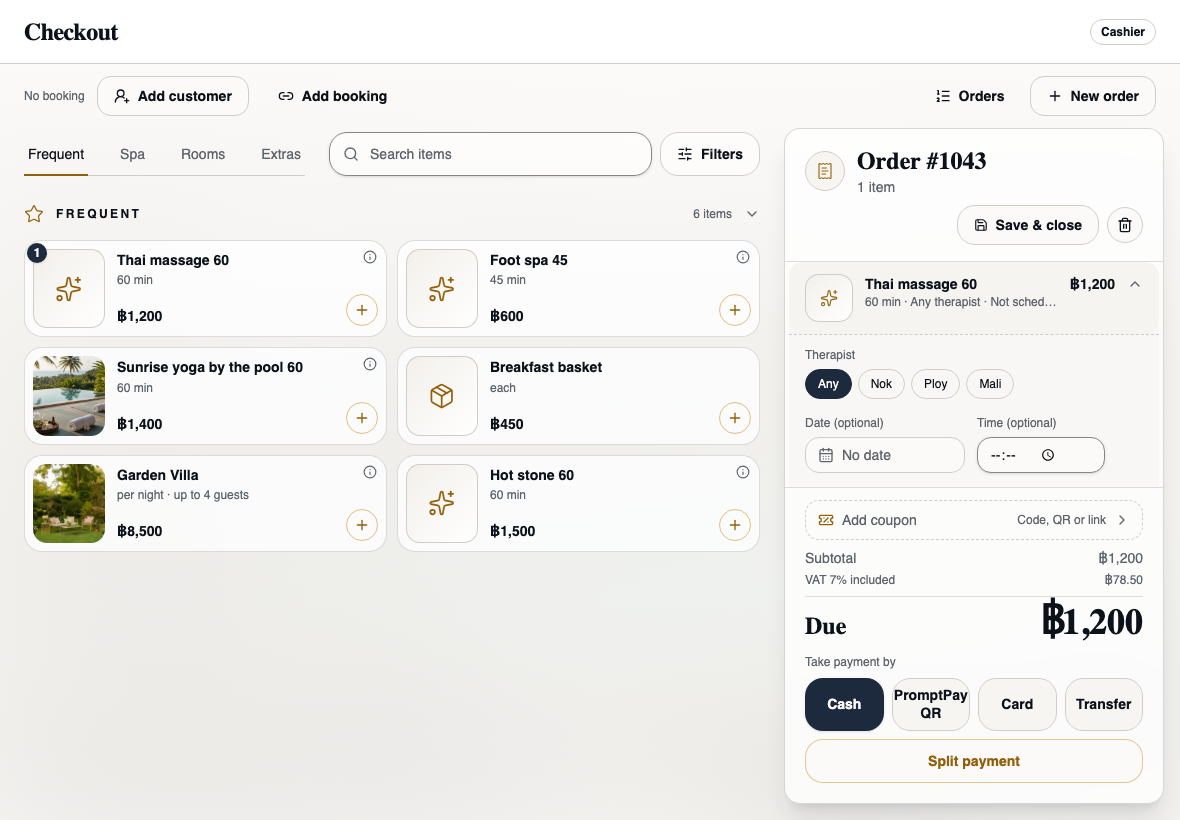 Checkout
Cashier
No booking
Add customer
Add booking
Orders
New order
Frequent
Spa
Rooms
Extras
Search items
Filters
FREQUENT
6 items
1
Thai massage 60
60 min
฿1,200
Foot spa 45
45 min
฿600
Sunrise yoga by the pool 60
60 min
฿1,400
Breakfast basket
each
฿450
Garden Villa
per night · up to 4 guests
฿8,500
Hot stone 60
60 min
฿1,500
Order #1043
1 item
Save & close
Thai massage 60
฿1,200
60 min · Any therapist · Not sched…
Therapist
Any
Nok
Ploy
Mali
Date (optional)
Time (optional)
No date
--:--
Add coupon
Code, QR or link
Subtotal
฿1,200
VAT 7% included
฿78.50
Due
฿1,200
Take payment by
Cash
PromptPay
QR
Card
Transfer
Split payment